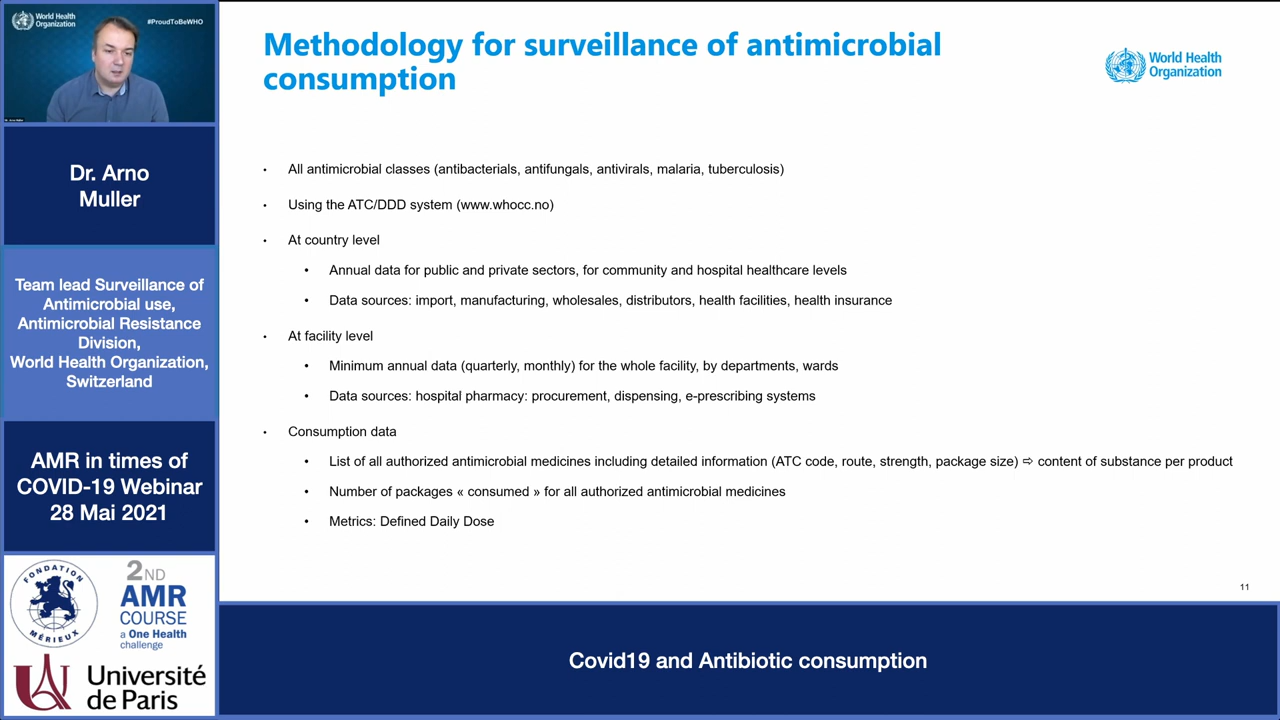 World Health
Organization
#ProudToBeWHO
Dr. Arno
Muller
Team lead Surveillance of
Antimicrobial use,
Antimicrobial Resistance
Division,
World Health Organization,
Switzerland
AMR in times of
COVID-19 Webinar
28 Mai 2021
FONDATION
MÉRIEUX
2ND
AMR
COURSE
a One Health
challenge
Université
de Paris
Methodology for surveillance of antimicrobial
consumption
World Health
Organization
• All antimicrobial classes (antibacterials, antifungals, antivirals, malaria, tuberculosis)
• Using the ATC/DDD system (www.whocc.no)
• At country level
• Annual data for public and private sectors, for community and hospital healthcare levels
• Data sources: import, manufacturing, wholesales, distributors, health facilities, health insurance
• At facility level
• Minimum annual data (quarterly, monthly) for the whole facility, by departments, wards
• Data sources: hospital pharmacy: procurement, dispensing, e-prescribing systems
• Consumption data
• List of all authorized antimicrobial medicines including detailed information (ATC code, route, strength, package size) ⇨ content of substance per product
• Number of packages « consumed » for all authorized antimicrobial medicines
• Metrics: Defined Daily Dose
11
Covid19 and Antibiotic consumption